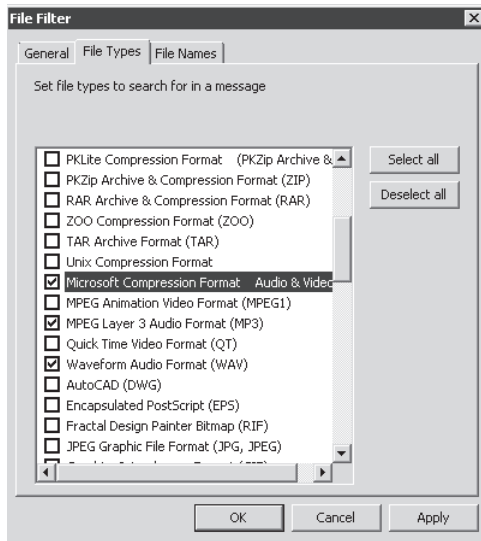 File Filter
General File Types File Names
Set file types to search for in a message
PKLite Compression Format (PKZip Archive &
PKZip Archive & Compression Format (ZIP)
RAR Archive & Compression Format (RAR)
ZOO Compression Format (ZOO)
TAR Archive Format (TAR)
Unix Compression Format
Microsoft Compression Format Audio & Video
MPEG Animation Video Format (MPEG1)
MPEG Layer 3 Audio Format (MP3)
Quick Time Video Format (QT)
Waveform Audio Format (WAV)
AutoCAD (DWG)
Encapsulated PostScript (EPS)
Fractal Design Painter Bitmap (RIF)
JPEG Graphic File Format (JPG, JPEG)
Select all
Deselect all
OK Cancel Apply